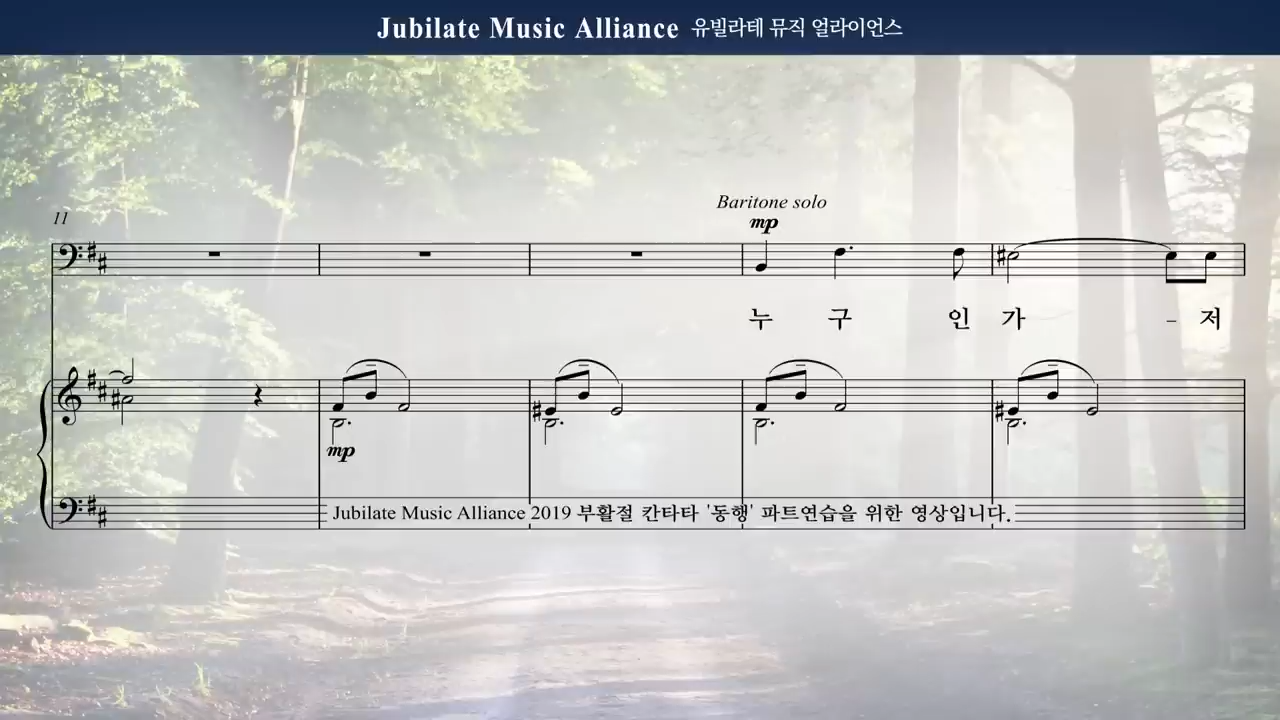 Jubilate Music Alliance 유빌라테 뮤직 얼라이언스
11
Baritone solo
mp
누 구 인 가 - 저
mp
Jubilate Music Alliance 2019 부활절 칸타타 '동행' 파트연습을 위한 영상입니다.